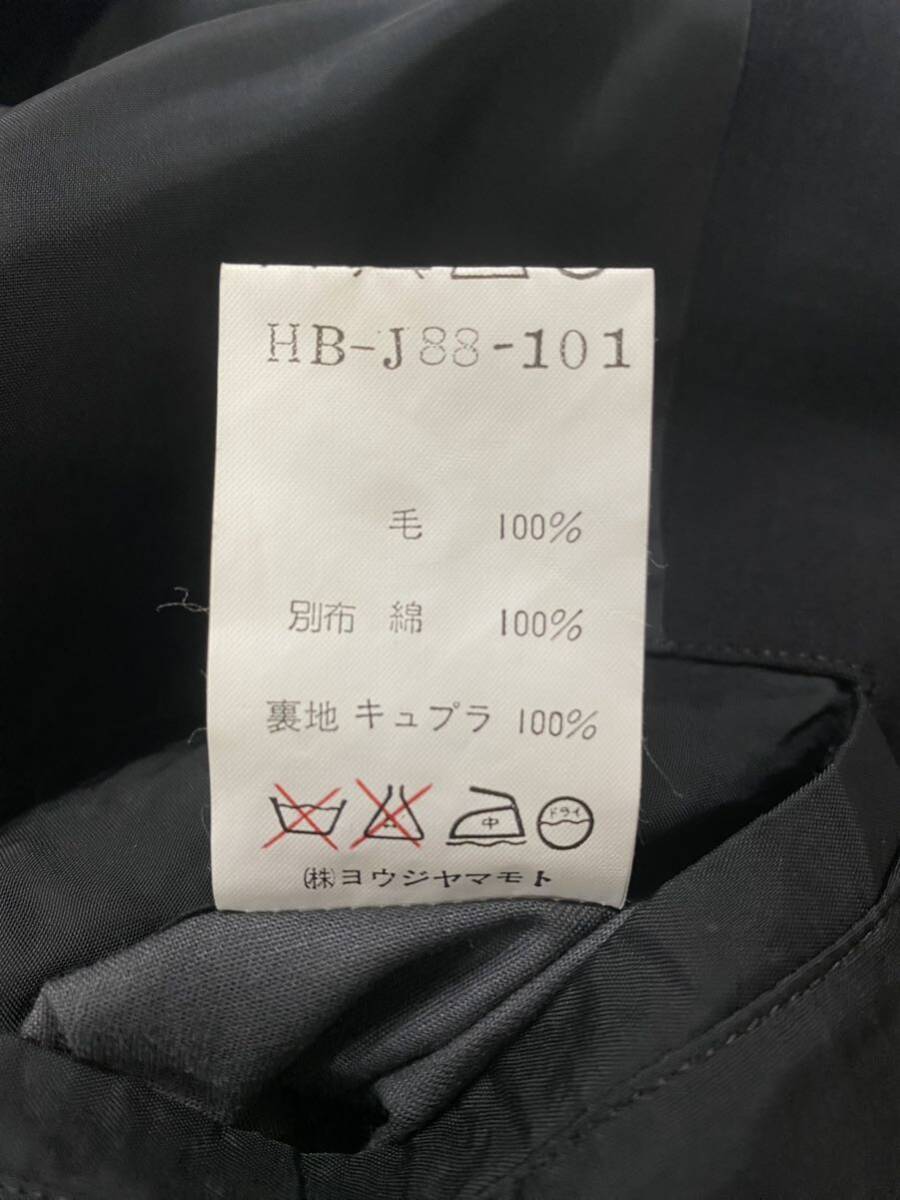 HB-J88-101
毛 100%
別布 綿 100%
裏地 キュプラ 100%
中 ドライ
(株)ヨウジヤマモト